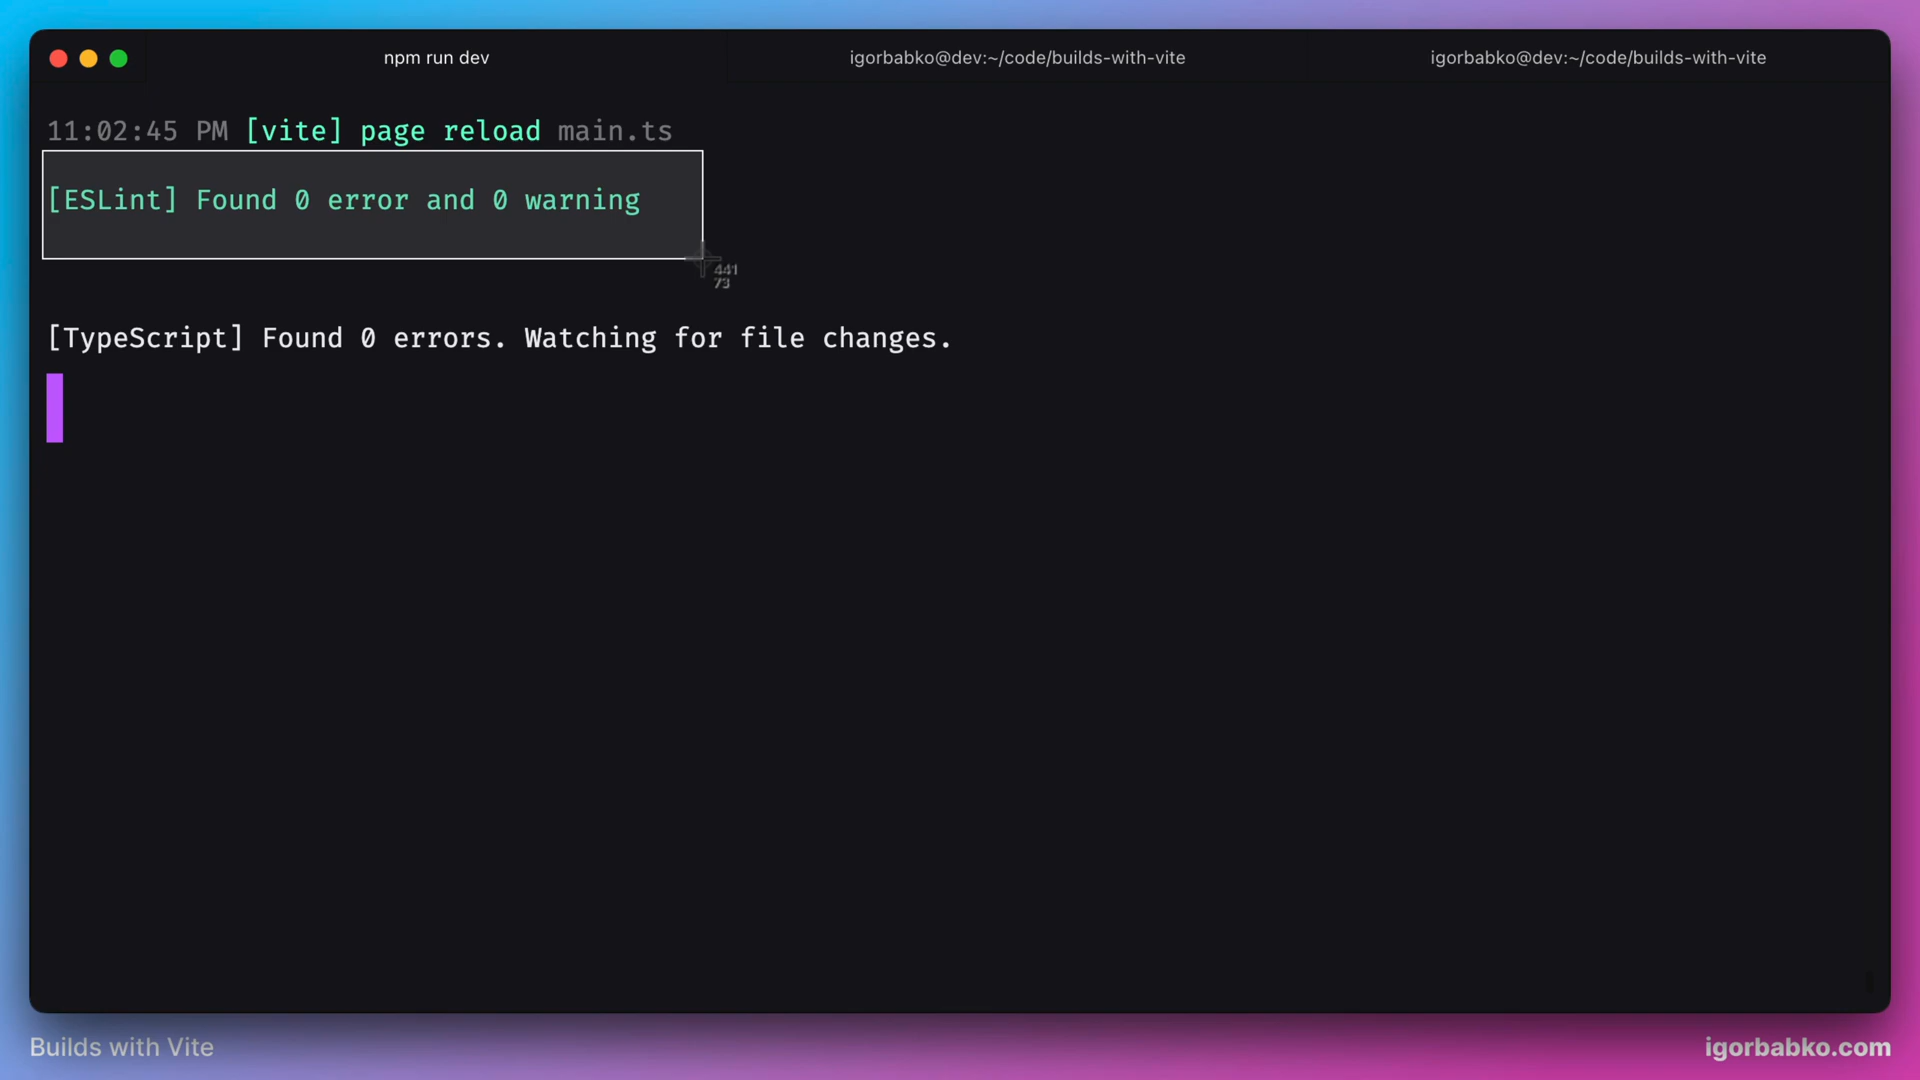 npm run dev
igorbabko@dev:~/code/builds-with-vite
igorbabko@dev:~/code/builds-with-vite
11:02:45 PM [vite] page reload main.ts
[ESLint] Found 0 error and 0 warning
441
73
[TypeScript] Found 0 errors. Watching for file changes.
Builds with Vite
igorbabko.com